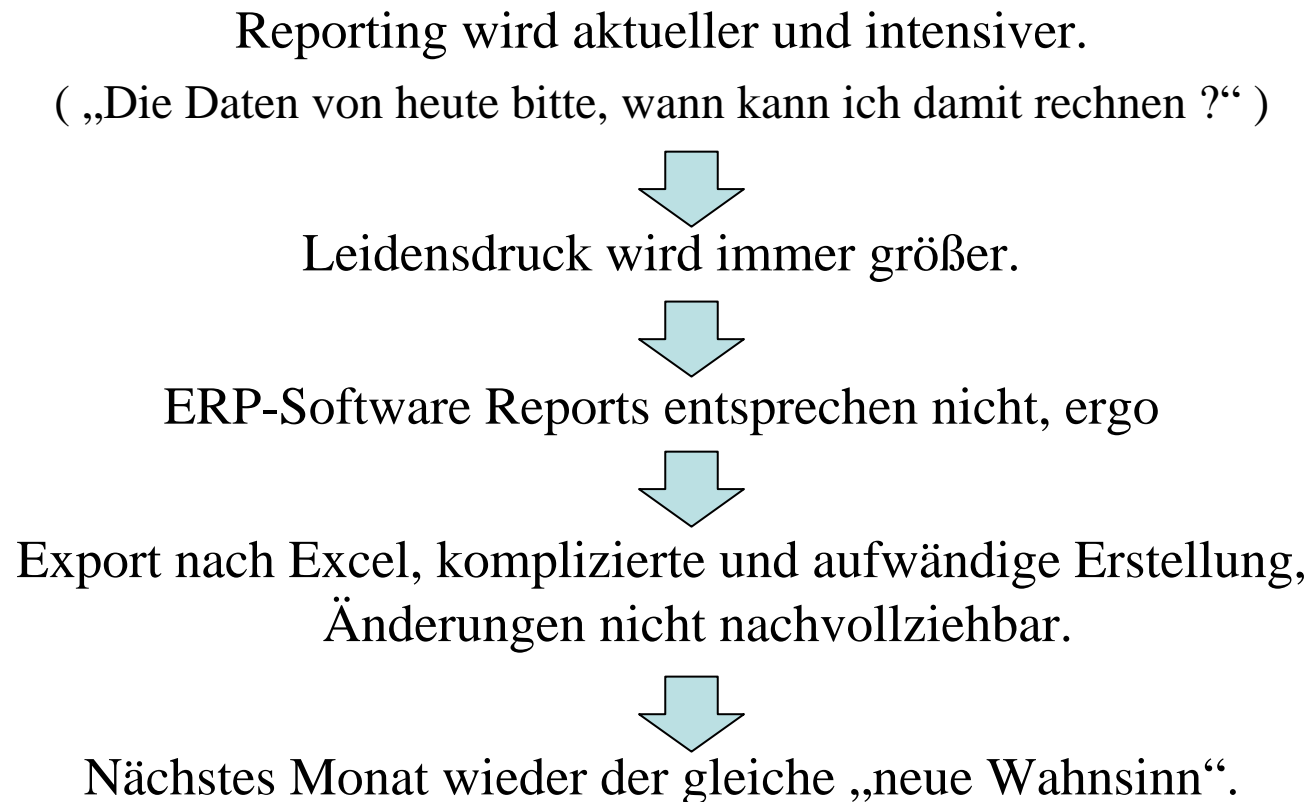 Reporting wird aktueller und intensiver.
( „Die Daten von heute bitte, wann kann ich damit rechnen ?“ )
Leidensdruck wird immer größer.
ERP-Software Reports entsprechen nicht, ergo
Export nach Excel, komplizierte und aufwändige Erstellung,
Änderungen nicht nachvollziehbar.
Nächstes Monat wieder der gleiche „neue Wahnsinn“.